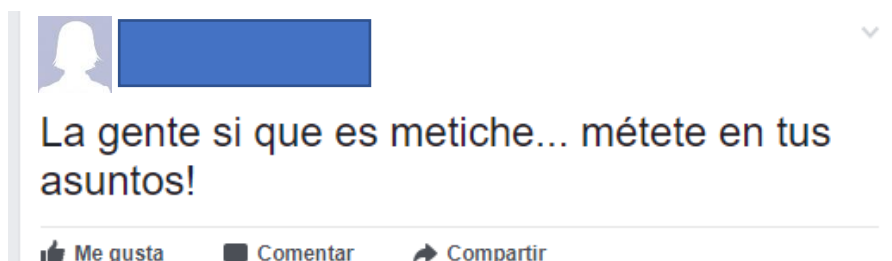 La gente si que es metiche... métete en tus
asuntos!
Me gusta Comentar Compartir